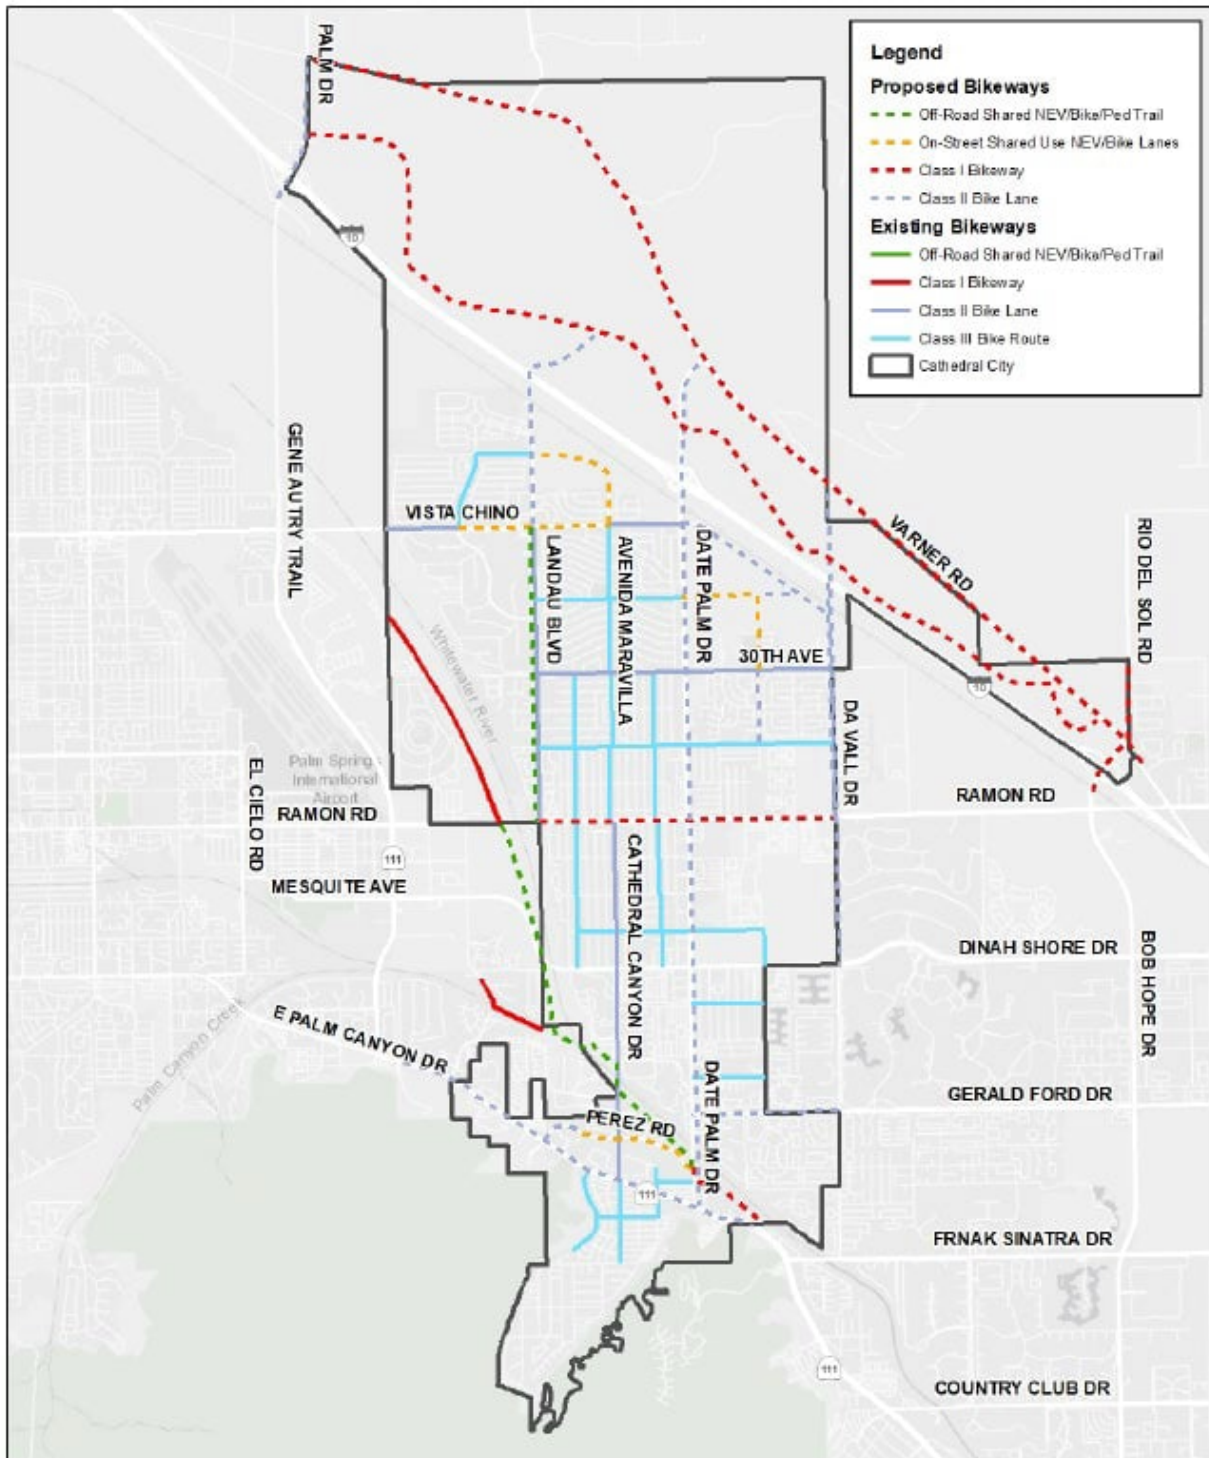 Legend
Proposed Bikeways
Off-Road Shared NEV/Bike/Ped Trail
On-Street Shared Use NEV/Bike Lanes
Class I Bikeway
Class II Bike Lane
Existing Bikeways
Off-Road Shared NEV/Bike/Ped Trail
Class I Bikeway
Class II Bike Lane
Class III Bike Route
Cathedral City
PALM DR
10
GENE AUTRY TRAIL
VISTA CHINO
LANDAU BLVD
AVENIDA MARAVILLA
DATE PALM DR
VARNER RD
RIO DEL SOL RD
Whitewater River
30TH AVE
10
DA VALL DR
EL CIELO RD
Palm Springs
International
Airport
RAMON RD
RAMON RD
111
MESQUITE AVE
CATHEDRAL CANYON DR
DINAH SHORE DR
BOB HOPE DR
Palm Canyon Creek
E PALM CANYON DR
DATE PALM DR
GERALD FORD DR
PEREZ RD
111
FRNAK SINATRA DR
111
COUNTRY CLUB DR